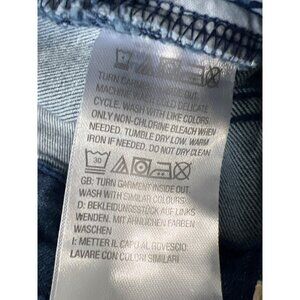 TURN GARMENT INSIDE OUT
MACHINE WASH COLD DELICATE
CYCLE. WASH WITH LIKE COLORS.
ONLY NON-CHLORINE BLEACH WHEN
NEEDED. TUMBLE DRY LOW. WARM
IRON IF NEEDED. DO NOT DRY CLEAN
30
GB: TURN GARMENT INSIDE OUT
WASH WITH SIMILAR COLOURS
D: BEKLEIDUNGSSTÜCK AUF LINKS
WENDEN. MIT ÄHNLICHEN FARBEN
WASCHEN
I: METTER IL CAPO AL ROVESCIO.
LAVARE CON COLORI SIMILARI